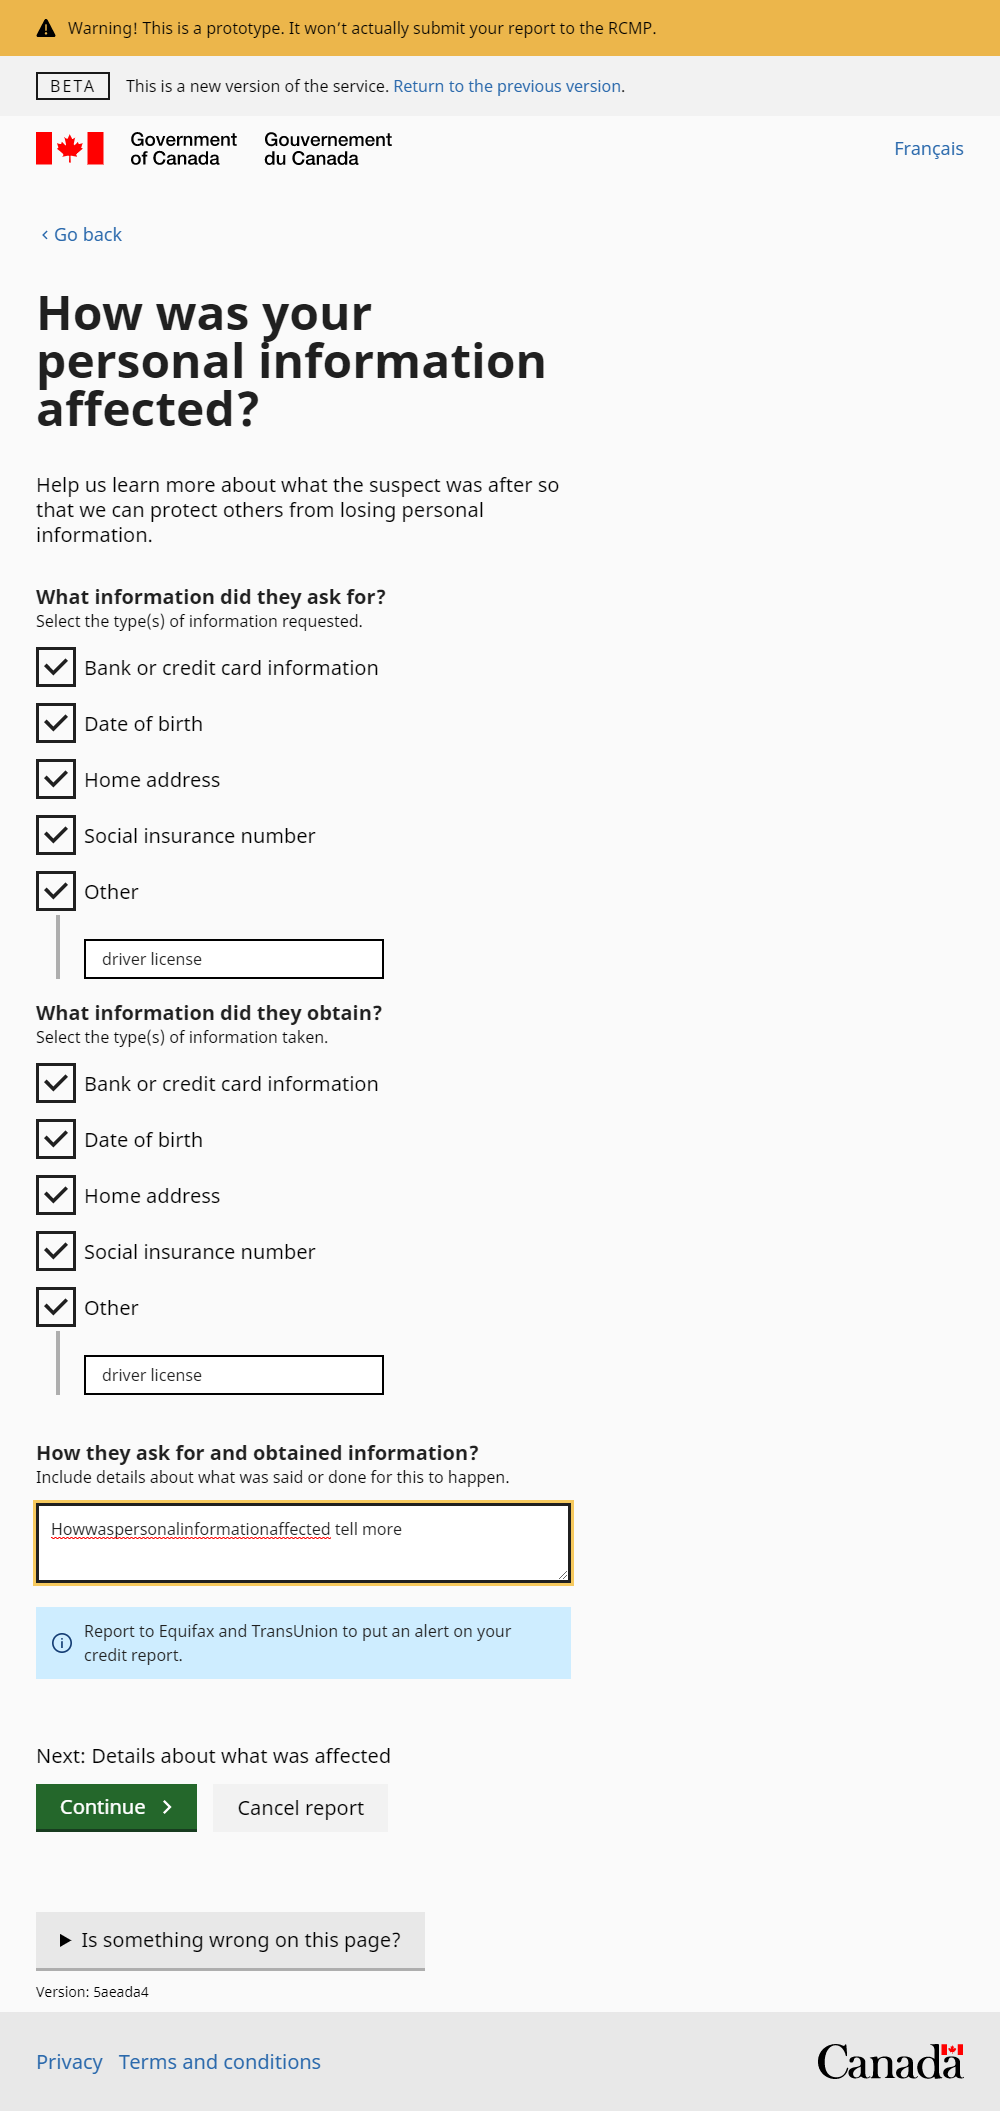 Warning! This is a prototype. It won't actually submit your report to the RCMP.
BETA This is a new version of the service. Return to the previous version.
Government of Canada
Gouvernement du Canada
Français
Go back
How was your
personal information
affected?
Help us learn more about what the suspect was after so
that we can protect others from losing personal
information.
What information did they ask for?
Select the type(s) of information requested.
Bank or credit card information
Date of birth
Home address
Social insurance number
Other
driver license
What information did they obtain?
Select the type(s) of information taken.
Bank or credit card information
Date of birth
Home address
Social insurance number
Other
driver license
How they ask for and obtained information?
Include details about what was said or done for this to happen.
Howwaspersonalinformationaffected tell more
Report to Equifax and TransUnion to put an alert on your
credit report.
Next: Details about what was affected
Continue
Cancel report
Is something wrong on this page?
Version: 5aeada4
Privacy Terms and conditions
Canada